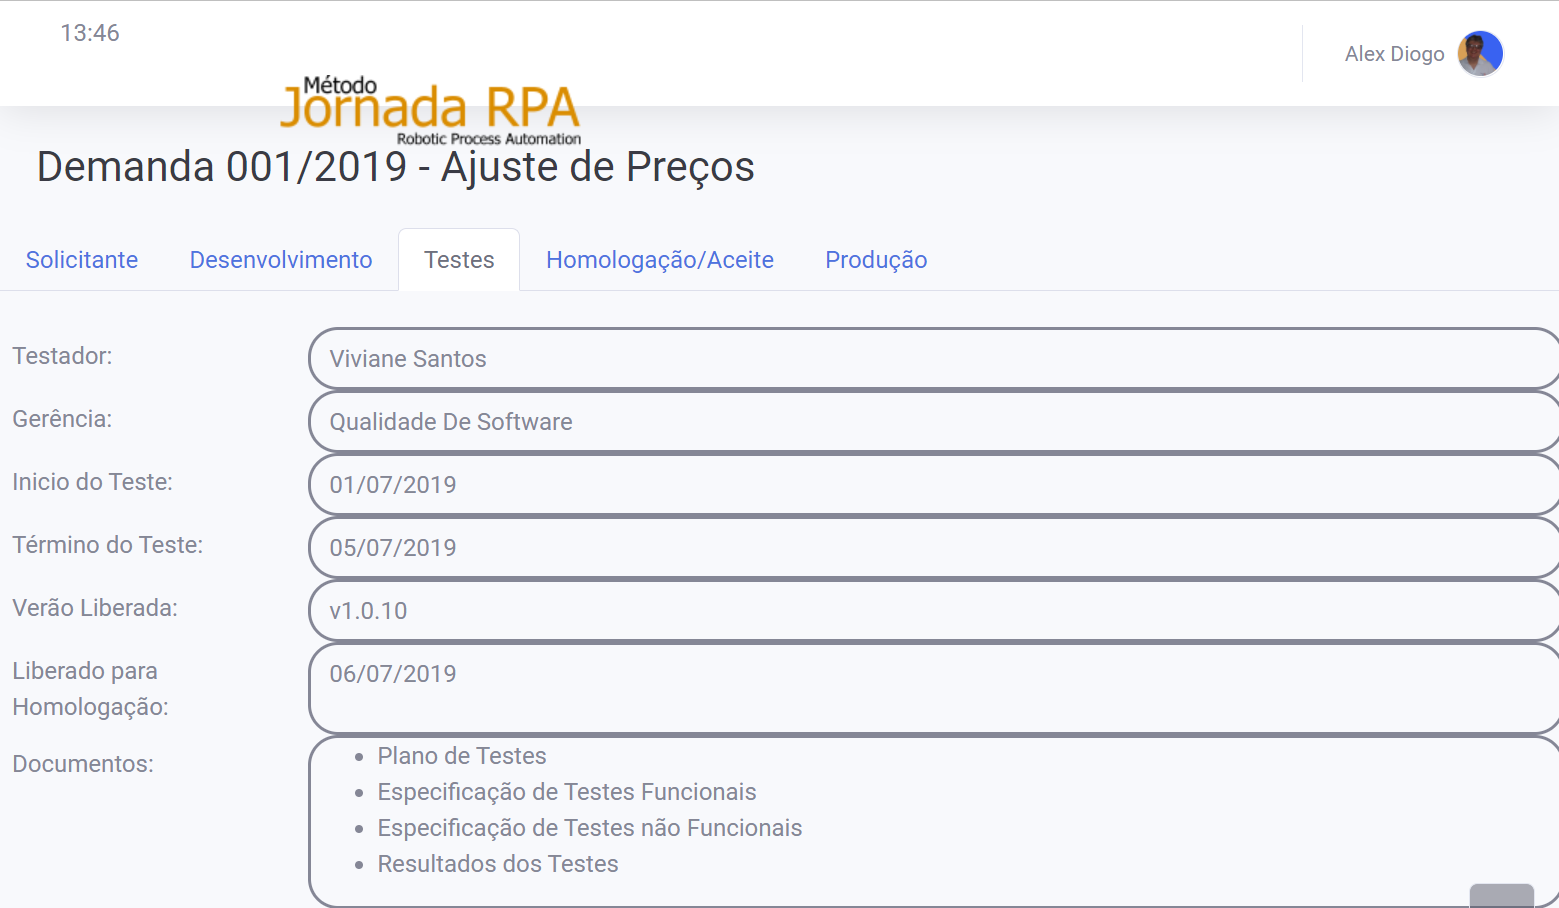 13:46
Alex Diogo
Método
Jornada RPA
Robotic Process Automation
Demanda 001/2019 - Ajuste de Preços
Solicitante Desenvolvimento Testes Homologação/Aceite Produção
Testador: Viviane Santos
Gerência: Qualidade De Software
Inicio do Teste: 01/07/2019
Término do Teste: 05/07/2019
Verão Liberada: v1.0.10
Liberado para 06/07/2019
Homologação:
Documentos: • Plano de Testes
• Especificação de Testes Funcionais
• Especificação de Testes não Funcionais
• Resultados dos Testes